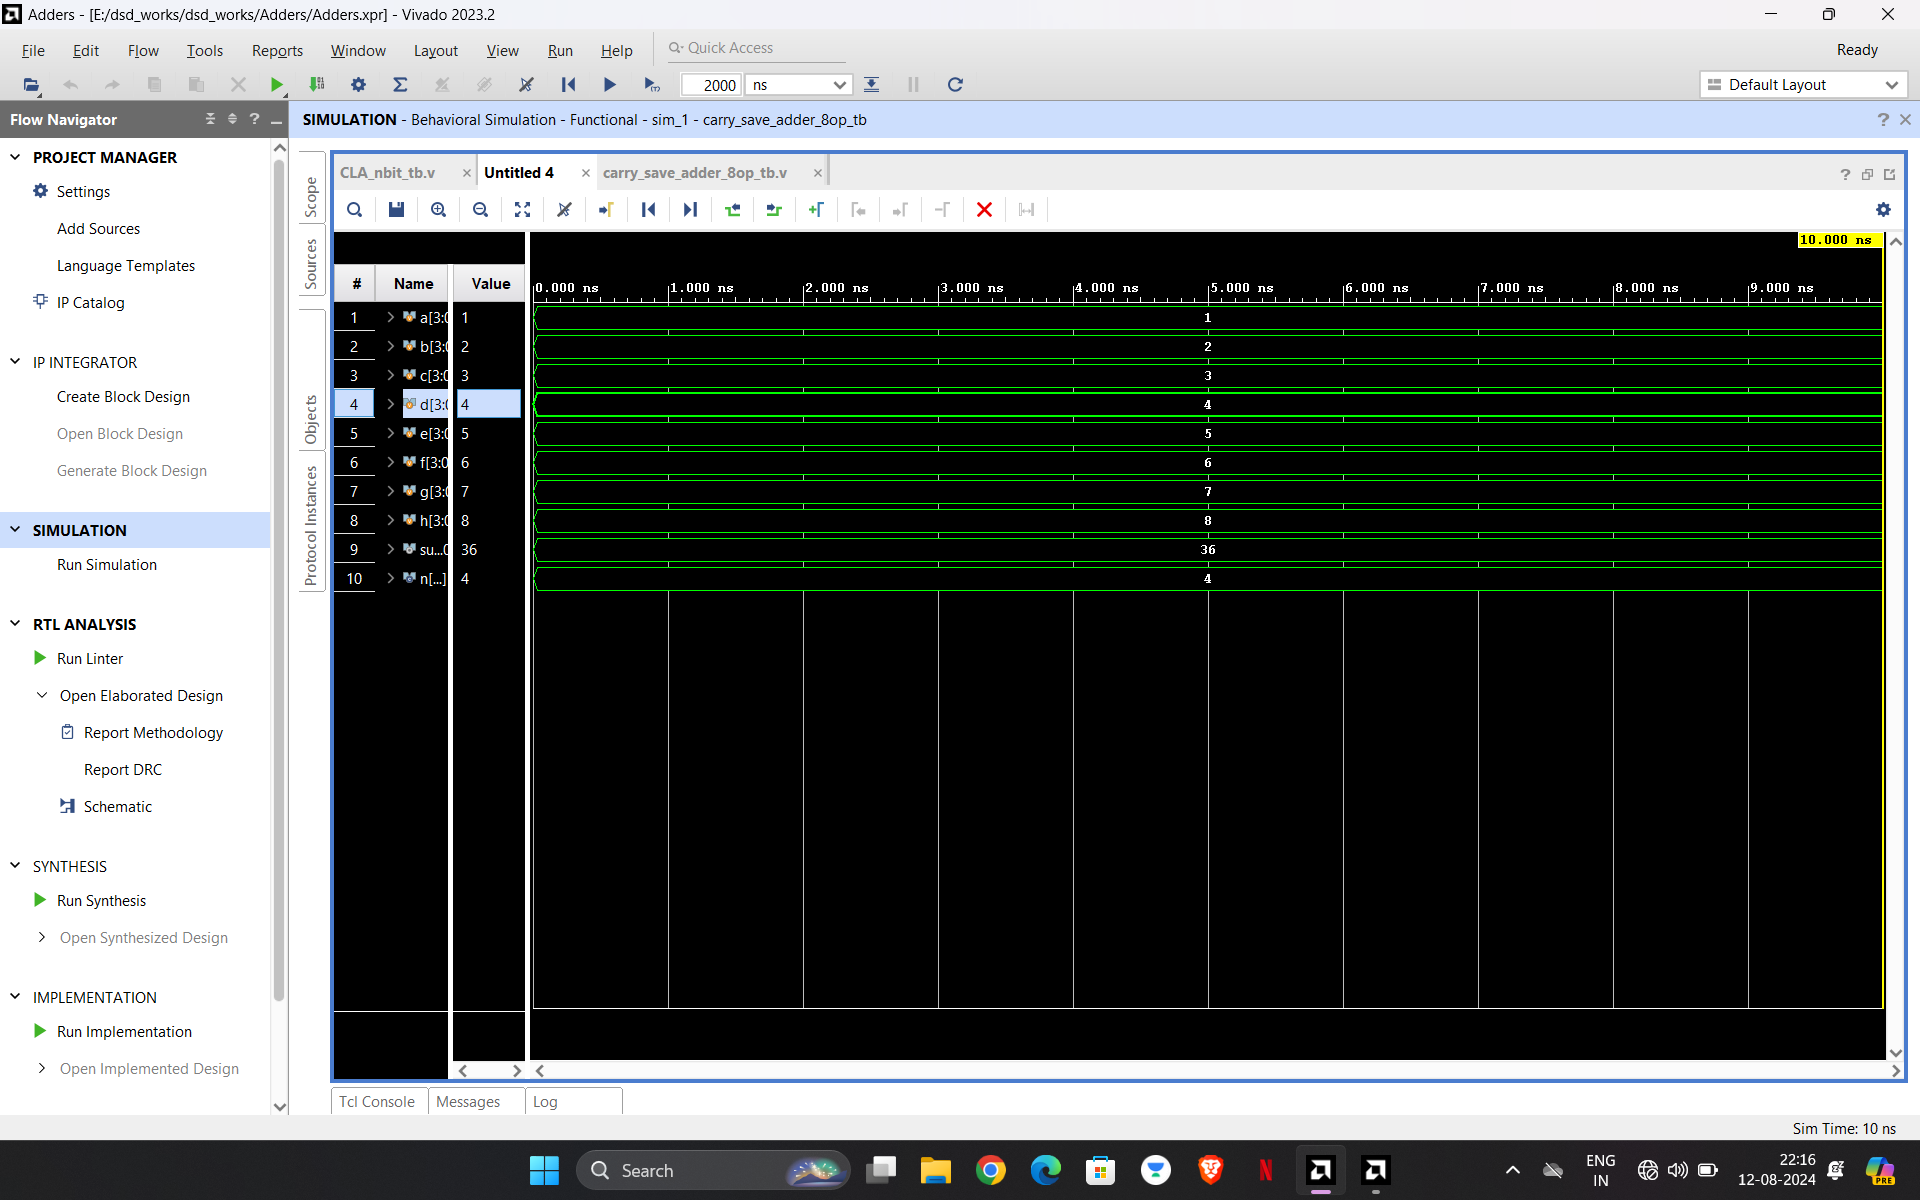 Adders - [E:/dsd_works/dsd_works/Adders/Adders.xpr] - Vivado 2023.2
File Edit Flow Tools Reports Window Layout View Run Help Quick Access Ready
2000 ns Default Layout
Flow Navigator
SIMULATION - Behavioral Simulation - Functional - sim_1 - carry_save_adder_8op_tb
PROJECT MANAGER
Settings
Add Sources
Language Templates
IP Catalog
IP INTEGRATOR
Create Block Design
Open Block Design
Generate Block Design
SIMULATION
Run Simulation
RTL ANALYSIS
Run Linter
Open Elaborated Design
Report Methodology
Report DRC
Schematic
SYNTHESIS
Run Synthesis
Open Synthesized Design
IMPLEMENTATION
Run Implementation
Open Implemented Design
Scope
Sources
Objects
Protocol Instances
CLA_nbit_tb.v Untitled 4 carry_save_adder_8op_tb.v
10.000 ns
# Name Value 0.000 ns 1.000 ns 2.000 ns 3.000 ns 4.000 ns 5.000 ns 6.000 ns 7.000 ns 8.000 ns 9.000 ns
1 a[3:0 1 1
2 b[3:0 2 2
3 c[3:0 3 3
4 d[3:0 4 4
5 e[3:0 5 5
6 f[3:0 6 6
7 g[3:0 7 7
8 h[3:0 8 8
9 su...0 36 36
10 n[...] 4 4
Tcl Console Messages Log
Sim Time: 10 ns
Search
ENG
IN
22:16
12-08-2024
PRE